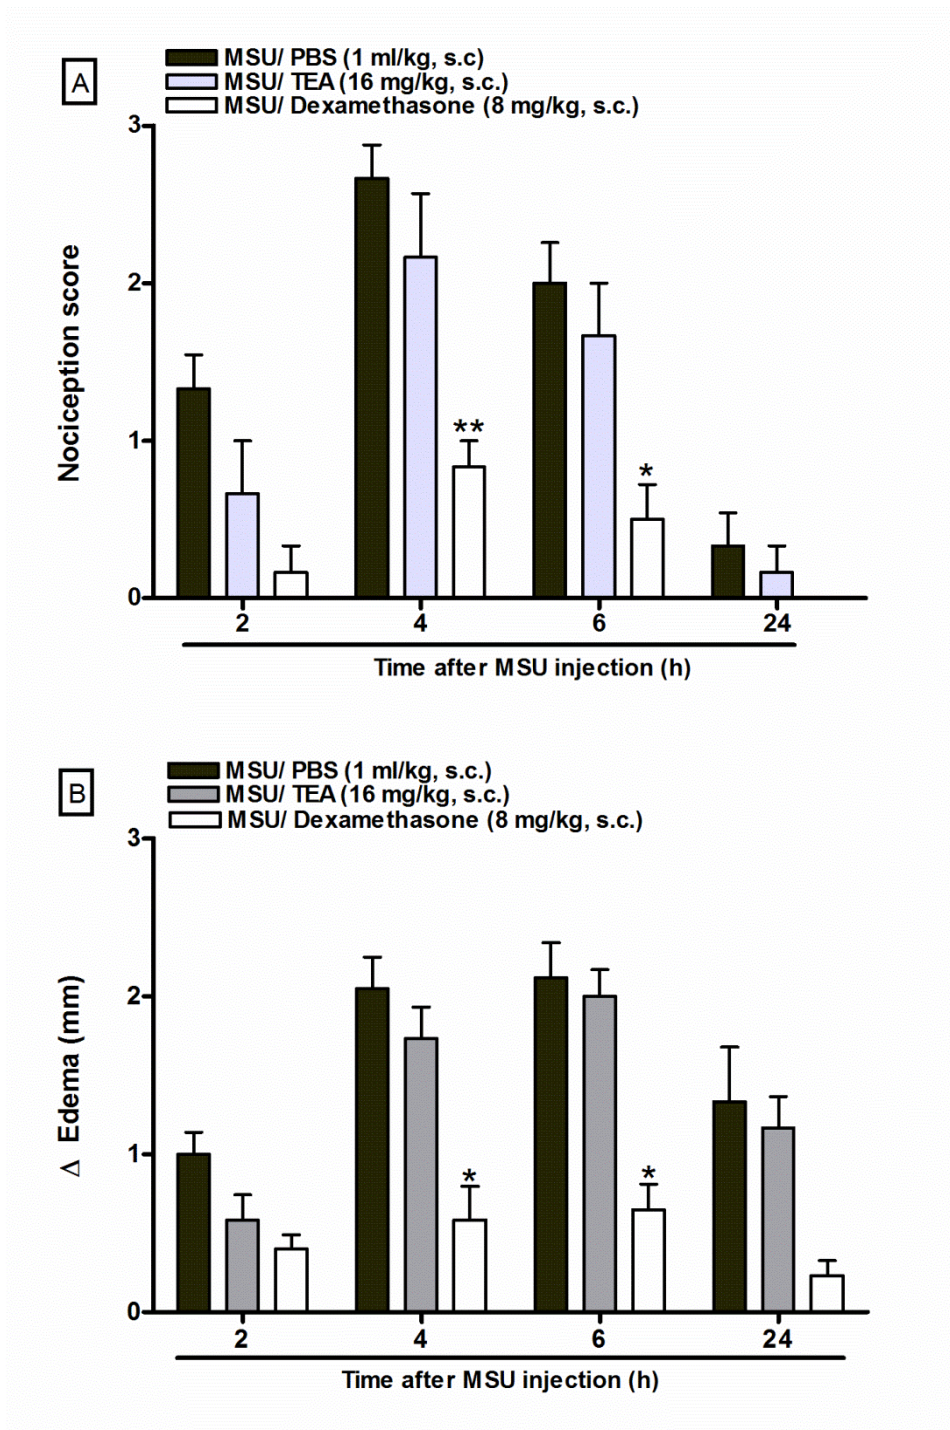 A
MSU/ PBS (1 ml/kg, s.c)
MSU/ TEA (16 mg/kg, s.c.)
MSU/ Dexamethasone (8 mg/kg, s.c.)
3
2
1
0
Nociception score
**
*
2 4 6 24
Time after MSU injection (h)
B
MSU/ PBS (1 ml/kg, s.c.)
MSU/ TEA (16 mg/kg, s.c.)
MSU/ Dexamethasone (8 mg/kg, s.c.)
3
2
1
0
Δ Edema (mm)
*
*
2 4 6 24
Time after MSU injection (h)